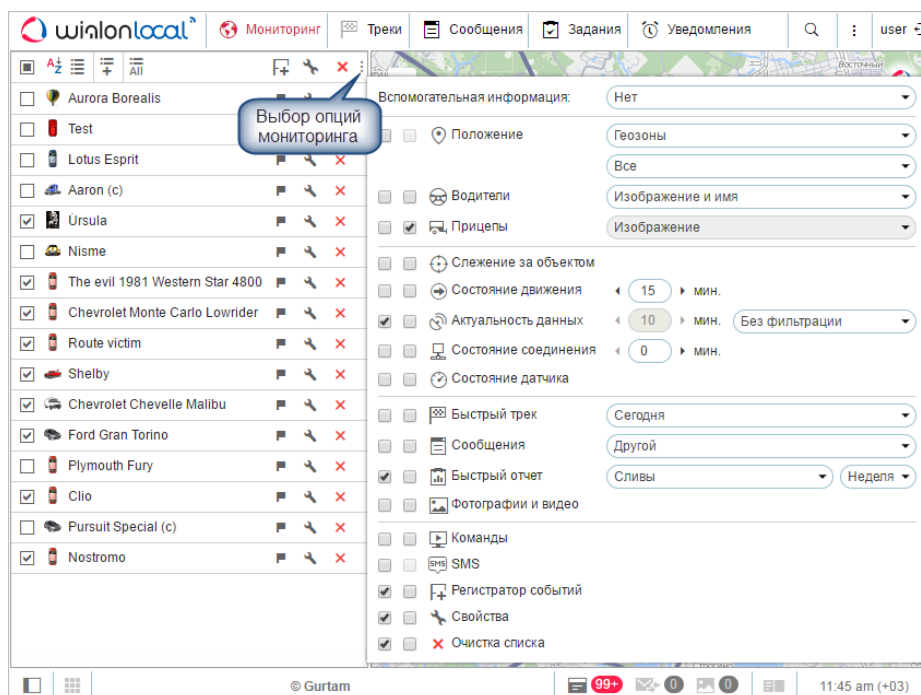 wialon local
Мониторинг
Треки
Сообщения
Задания
Уведомления
user
All
Восточный
Aurora Borealis
Test
Lotus Esprit
Aaron (c)
Ursula
Nisme
The evil 1981 Western Star 4800
Chevrolet Monte Carlo Lowrider
Route victim
Shelby
Chevrolet Chevelle Malibu
Ford Gran Torino
Plymouth Fury
Clio
Pursuit Special (c)
Nostromo
Выбор опций
мониторинга
Вспомогательная информация: Нет
Положение Геозоны
Все
Водители Изображение и имя
Прицепы Изображение
Слежение за объектом
Состояние движения 15 мин.
Актуальность данных 10 мин. Без фильтрации
Состояние соединения 0 мин.
Состояние датчика
Быстрый трек Сегодня
Сообщения Другой
Быстрый отчет Сливы Неделя
Фотографии и видео
Команды
SMS SMS
Регистратор событий
Свойства
Очистка списка
© Gurtam
99+ 0 0
11:45 am (+03)